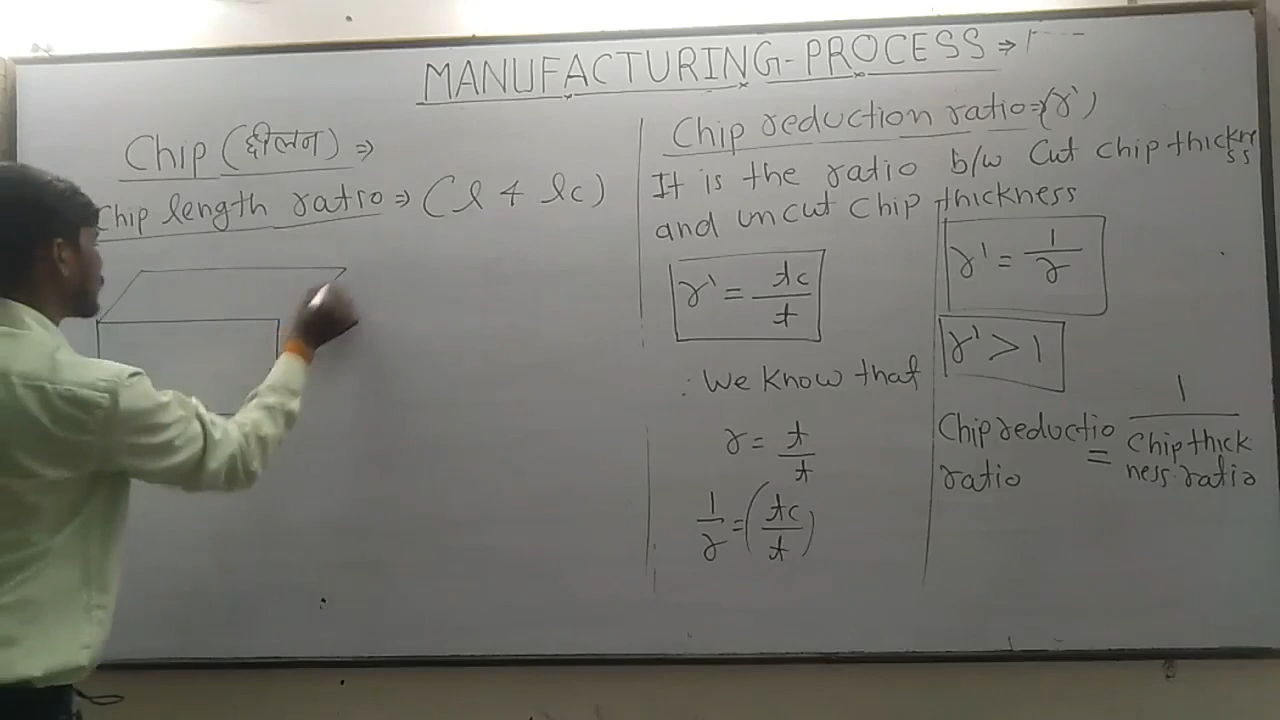 MANUFACTURING-PROCESS ⇒
Chip (छीलन) ⇒
Chip length ratio ⇒ (l & lc)
Chip reduction ratio ⇒ (r')
It is the ratio b/w Cut chip thickness
and uncut chip thickness
r' = tc/t
r' = 1/r
r' > 1
∴ We know that
r = t/t
1/r = (tc/t)
Chip reductio ratio = 1/Chip thickness ratio